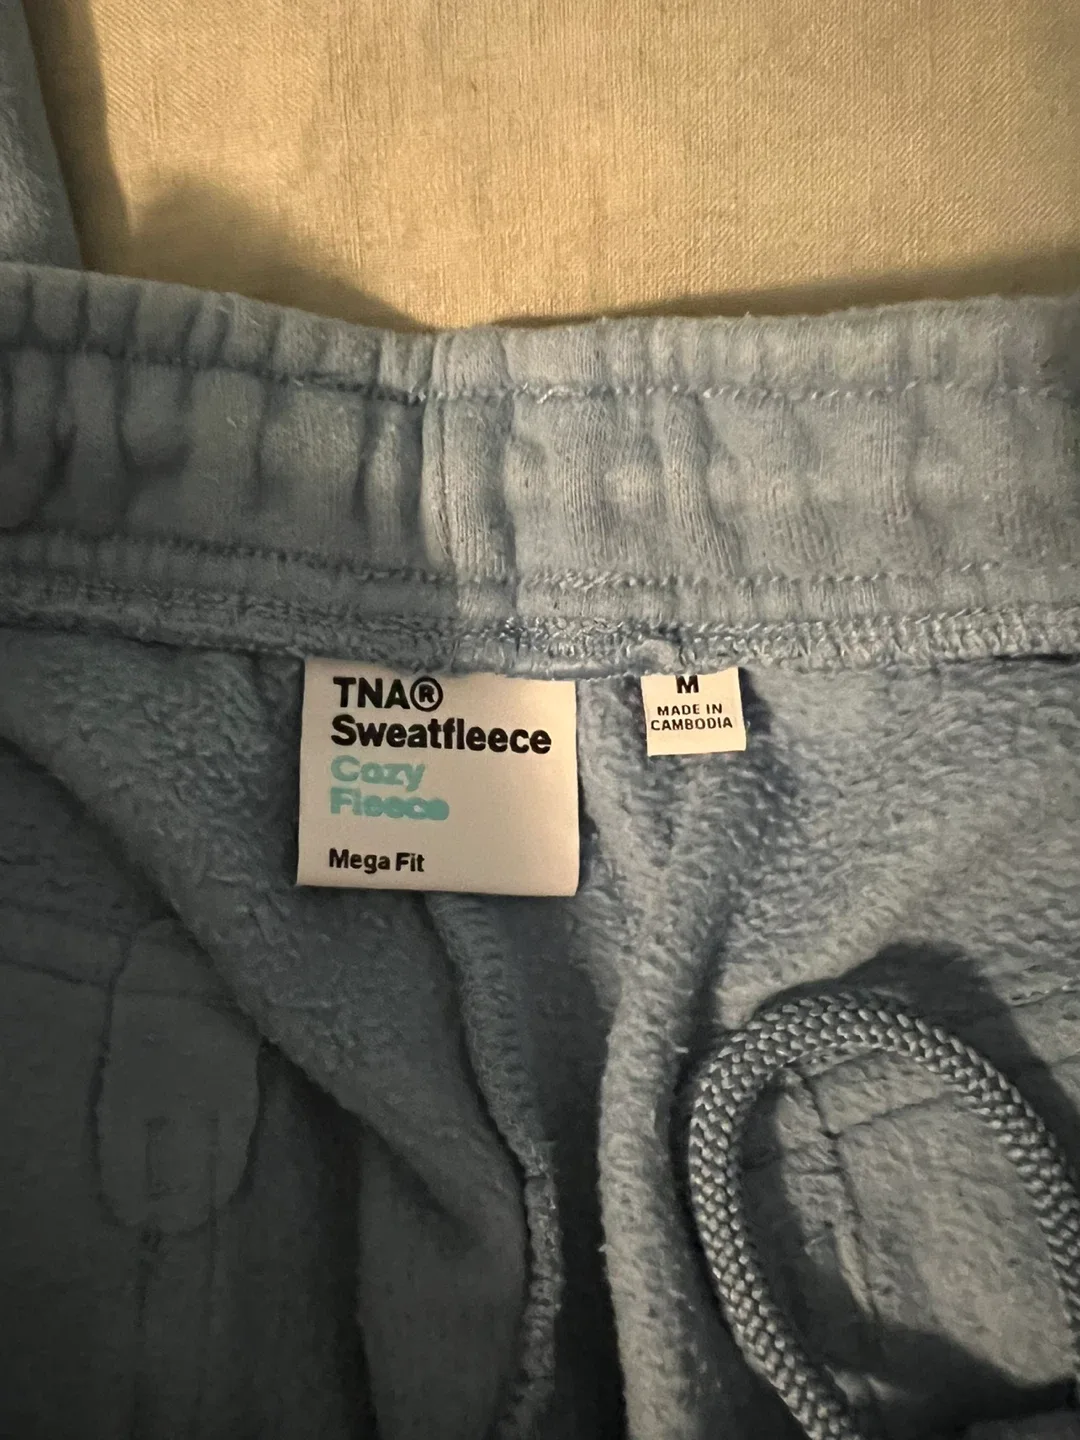 TNA®
Sweatfleece
Cozy
Fleece
Mega Fit
M
MADE IN
CAMBODIA